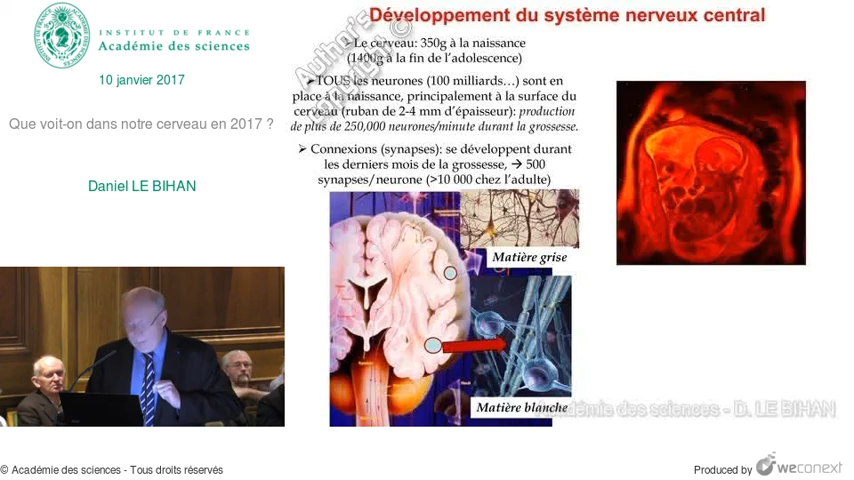 INSTITUT DE FRANCE
Académie des sciences
10 janvier 2017
Que voit-on dans notre cerveau en 2017 ?
Daniel LE BIHAN
Développement du système nerveux central
Author's
Copyright ©
Le cerveau: 350g à la naissance
(1400g à la fin de l'adolescence)
➢TOUS les neurones (100 milliards…) sont en
place à la naissance, principalement à la surface du
cerveau (ruban de 2-4 mm d'épaisseur): production
de plus de 250,000 neurones/minute durant la grossesse.
➢ Connexions (synapses): se développent durant
les derniers mois de la grossesse, → 500
synapses/neurone (>10 000 chez l'adulte)
Matière grise
Matière blanche
Académie des sciences - D. LE BIHAN
© Académie des sciences - Tous droits réservés
Produced by weconext